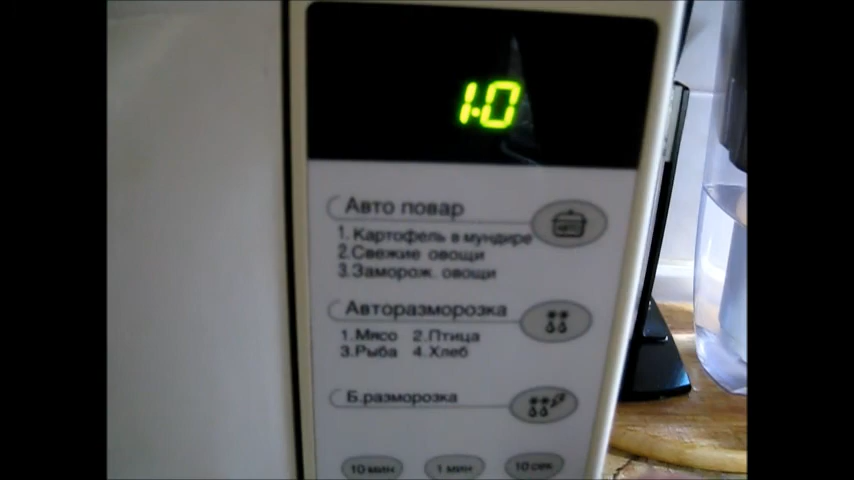 1.0
Авто повар
1.Картофель в мундире
2.Свежие овощи
3.Заморож. овощи
Авторазморозка
1.Мясо 2.Птица
3.Рыба 4.Хлеб
Б.разморозка
10 мин 1 мин 10 сек